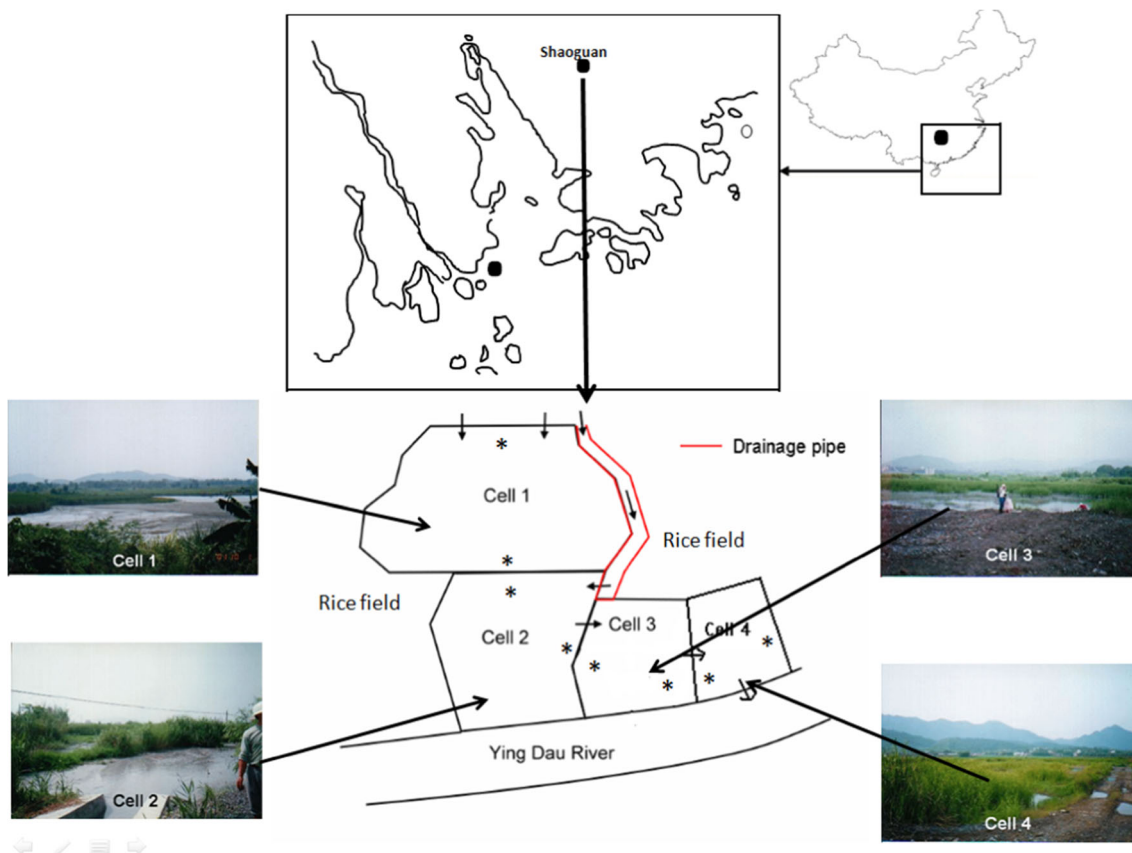 Shaoguan
Drainage pipe
Cell 1
Rice field
Rice field
Cell 2
Cell 3
Cell 4
Ying Dau River
Cell 1
Cell 2
Cell 3
Cell 4